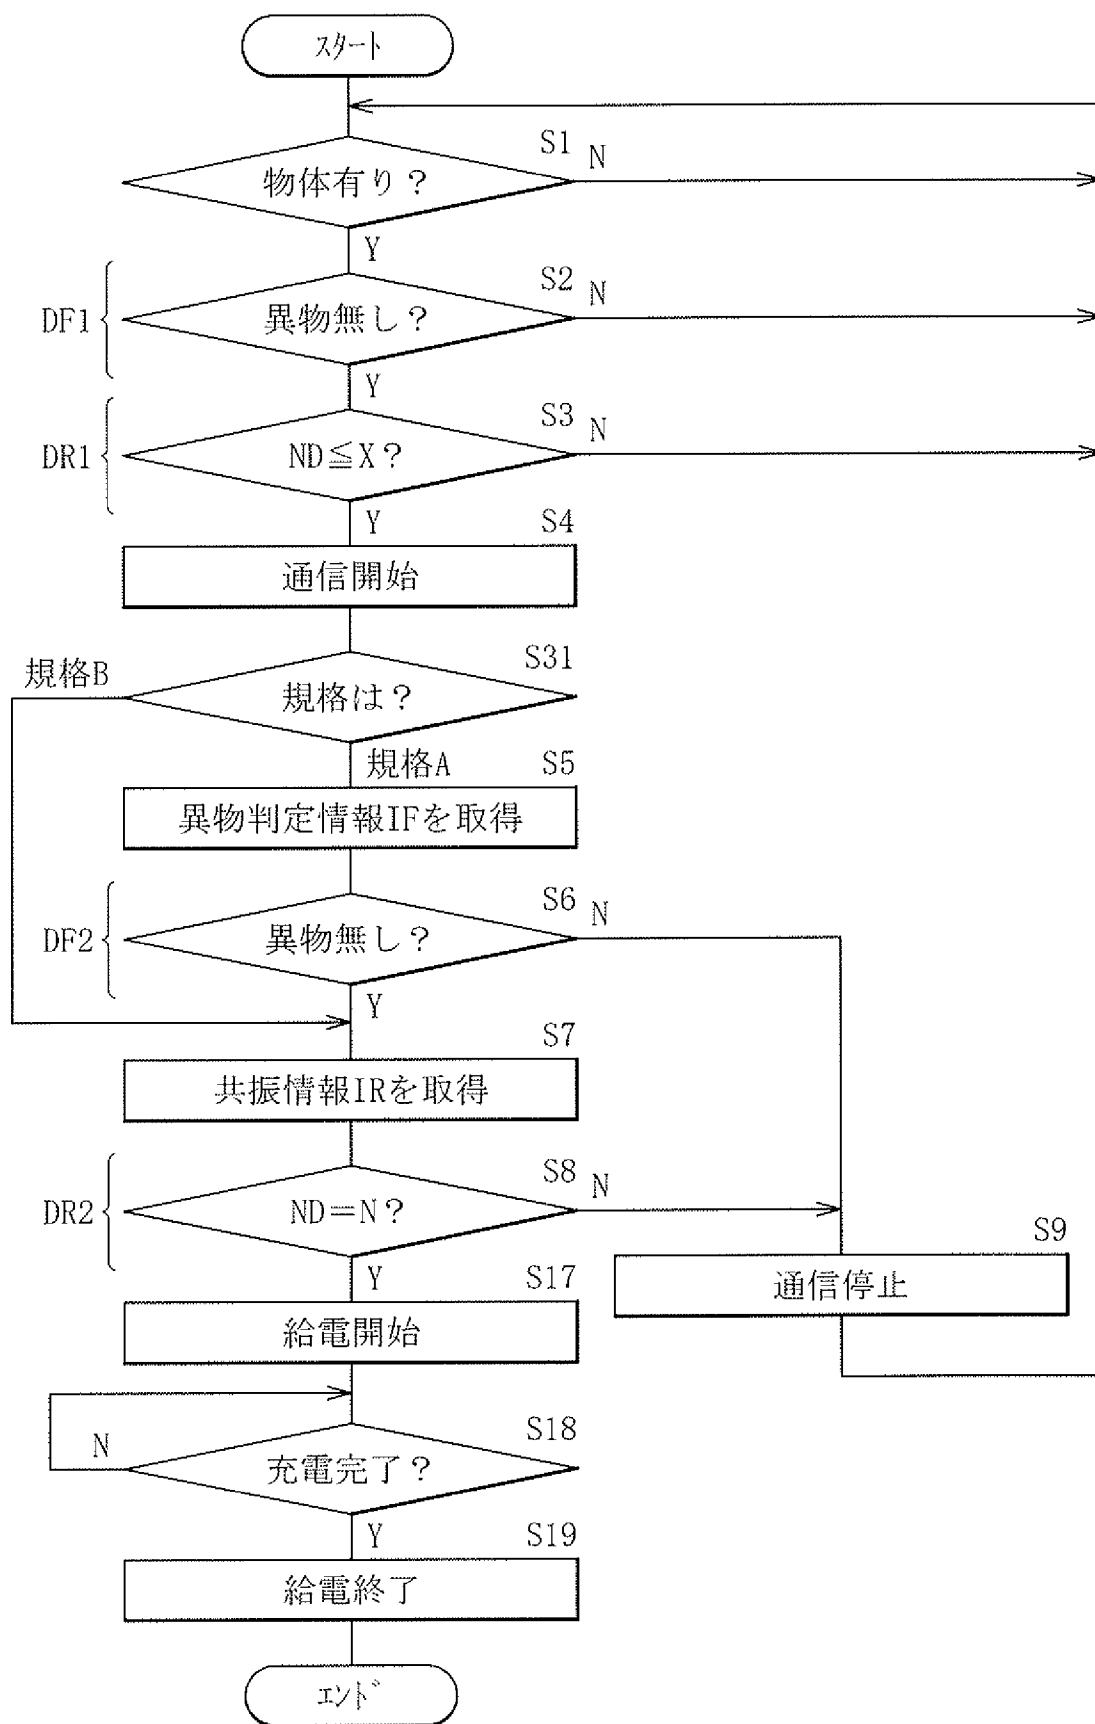 スタート
S1
物体有り？
N
Y
S2
DF1
異物無し？
N
Y
S3
DR1
ND≦X？
N
Y
S4
通信開始
S31
規格B
規格は？
規格A
S5
異物判定情報IFを取得
S6
DF2
異物無し？
N
Y
S7
共振情報IRを取得
S8
DR2
ND＝N？
N
Y
S9
通信停止
S17
給電開始
S18
N
充電完了？
Y
S19
給電終了
エンド